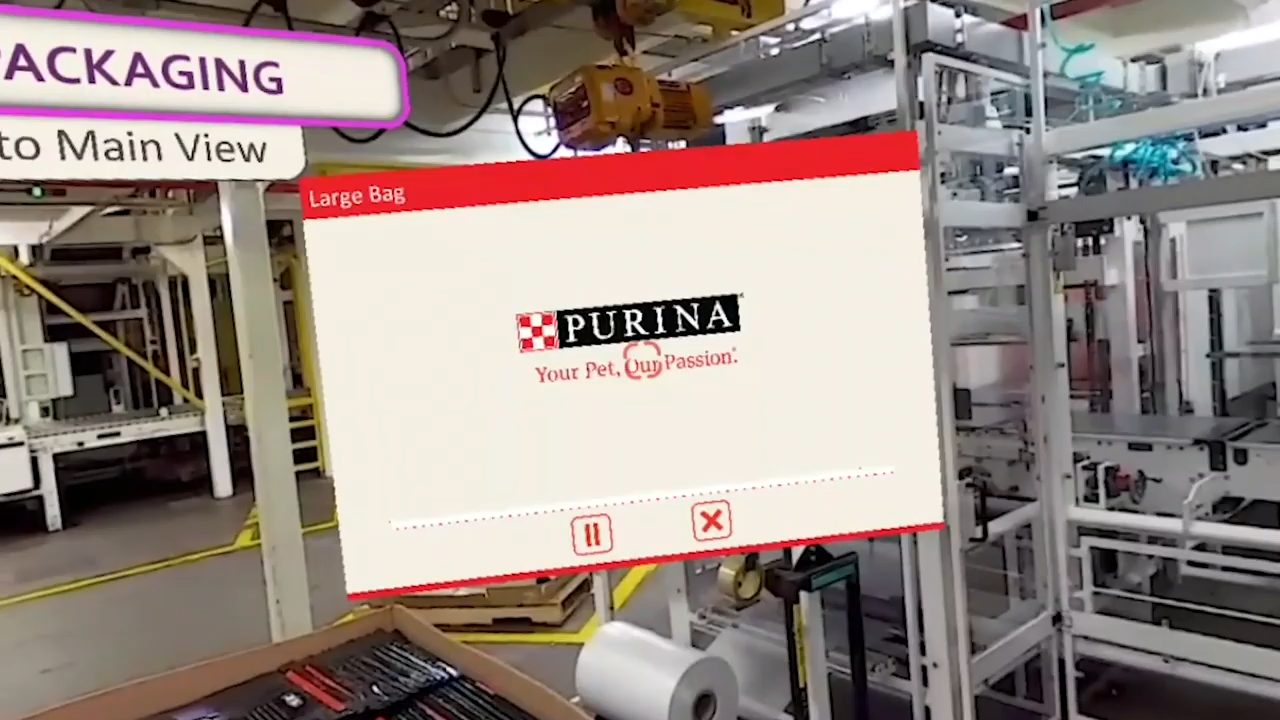 PACKAGING
to Main View
Large Bag
PURINA
Your Pet, Our Passion.®